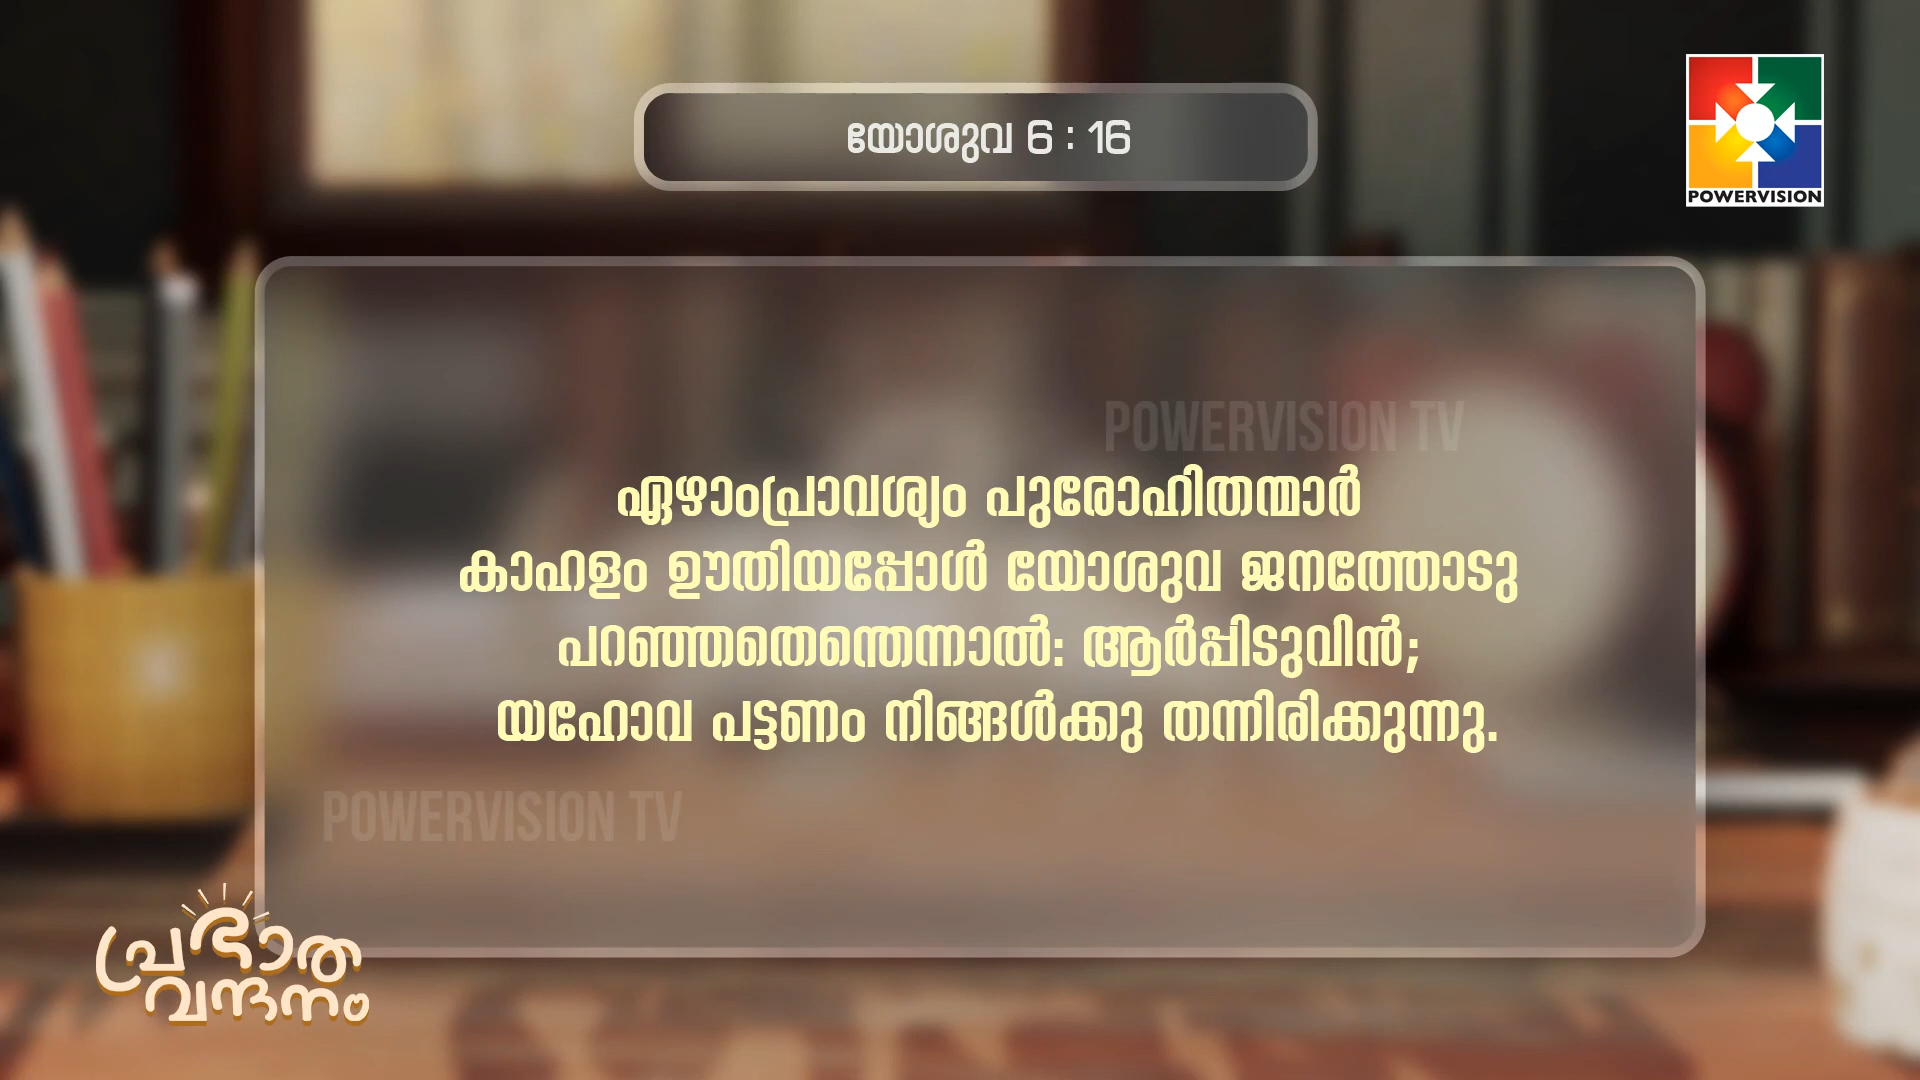 യോശുവ 6 : 16
POWERVISION
POWERVISION TV
ഏഴാംപ്രാവശ്യം പുരോഹിതന്മാർ
കാഹളം ഊതിയപ്പോൾ യോശുവ ജനത്തോടു
പറഞ്ഞതെന്തെന്നാൽ: ആർപ്പിടുവിൻ;
യഹോവ പട്ടണം നിങ്ങൾക്കു തന്നിരിക്കുന്നു.
POWERVISION TV
പ്രഭാത
വന്ദനം